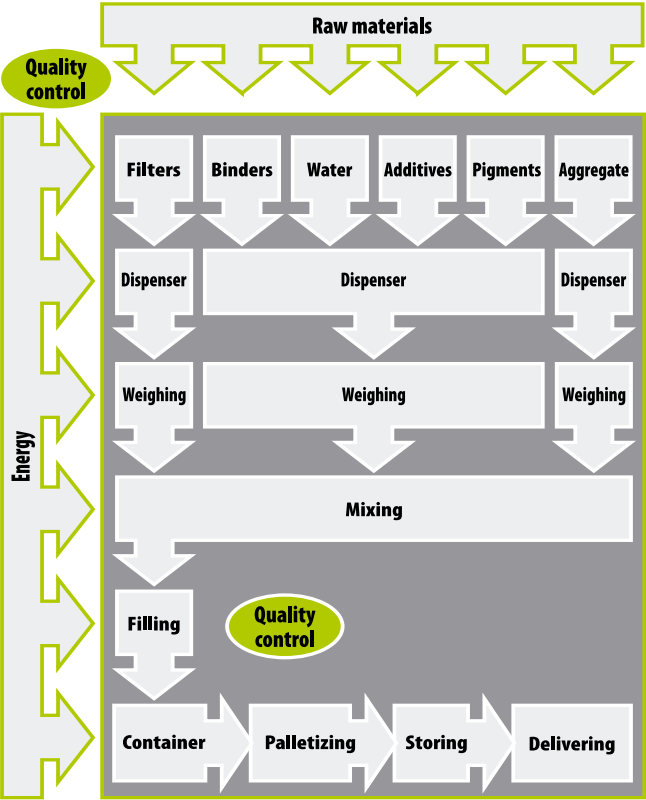 Raw materials
Quality
control
Filters
Binders
Water
Additives
Pigments
Aggregate
Dispenser
Dispenser
Dispenser
Weighing
Weighing
Weighing
Energy
Mixing
Filling
Quality
control
Container
Palletizing
Storing
Delivering